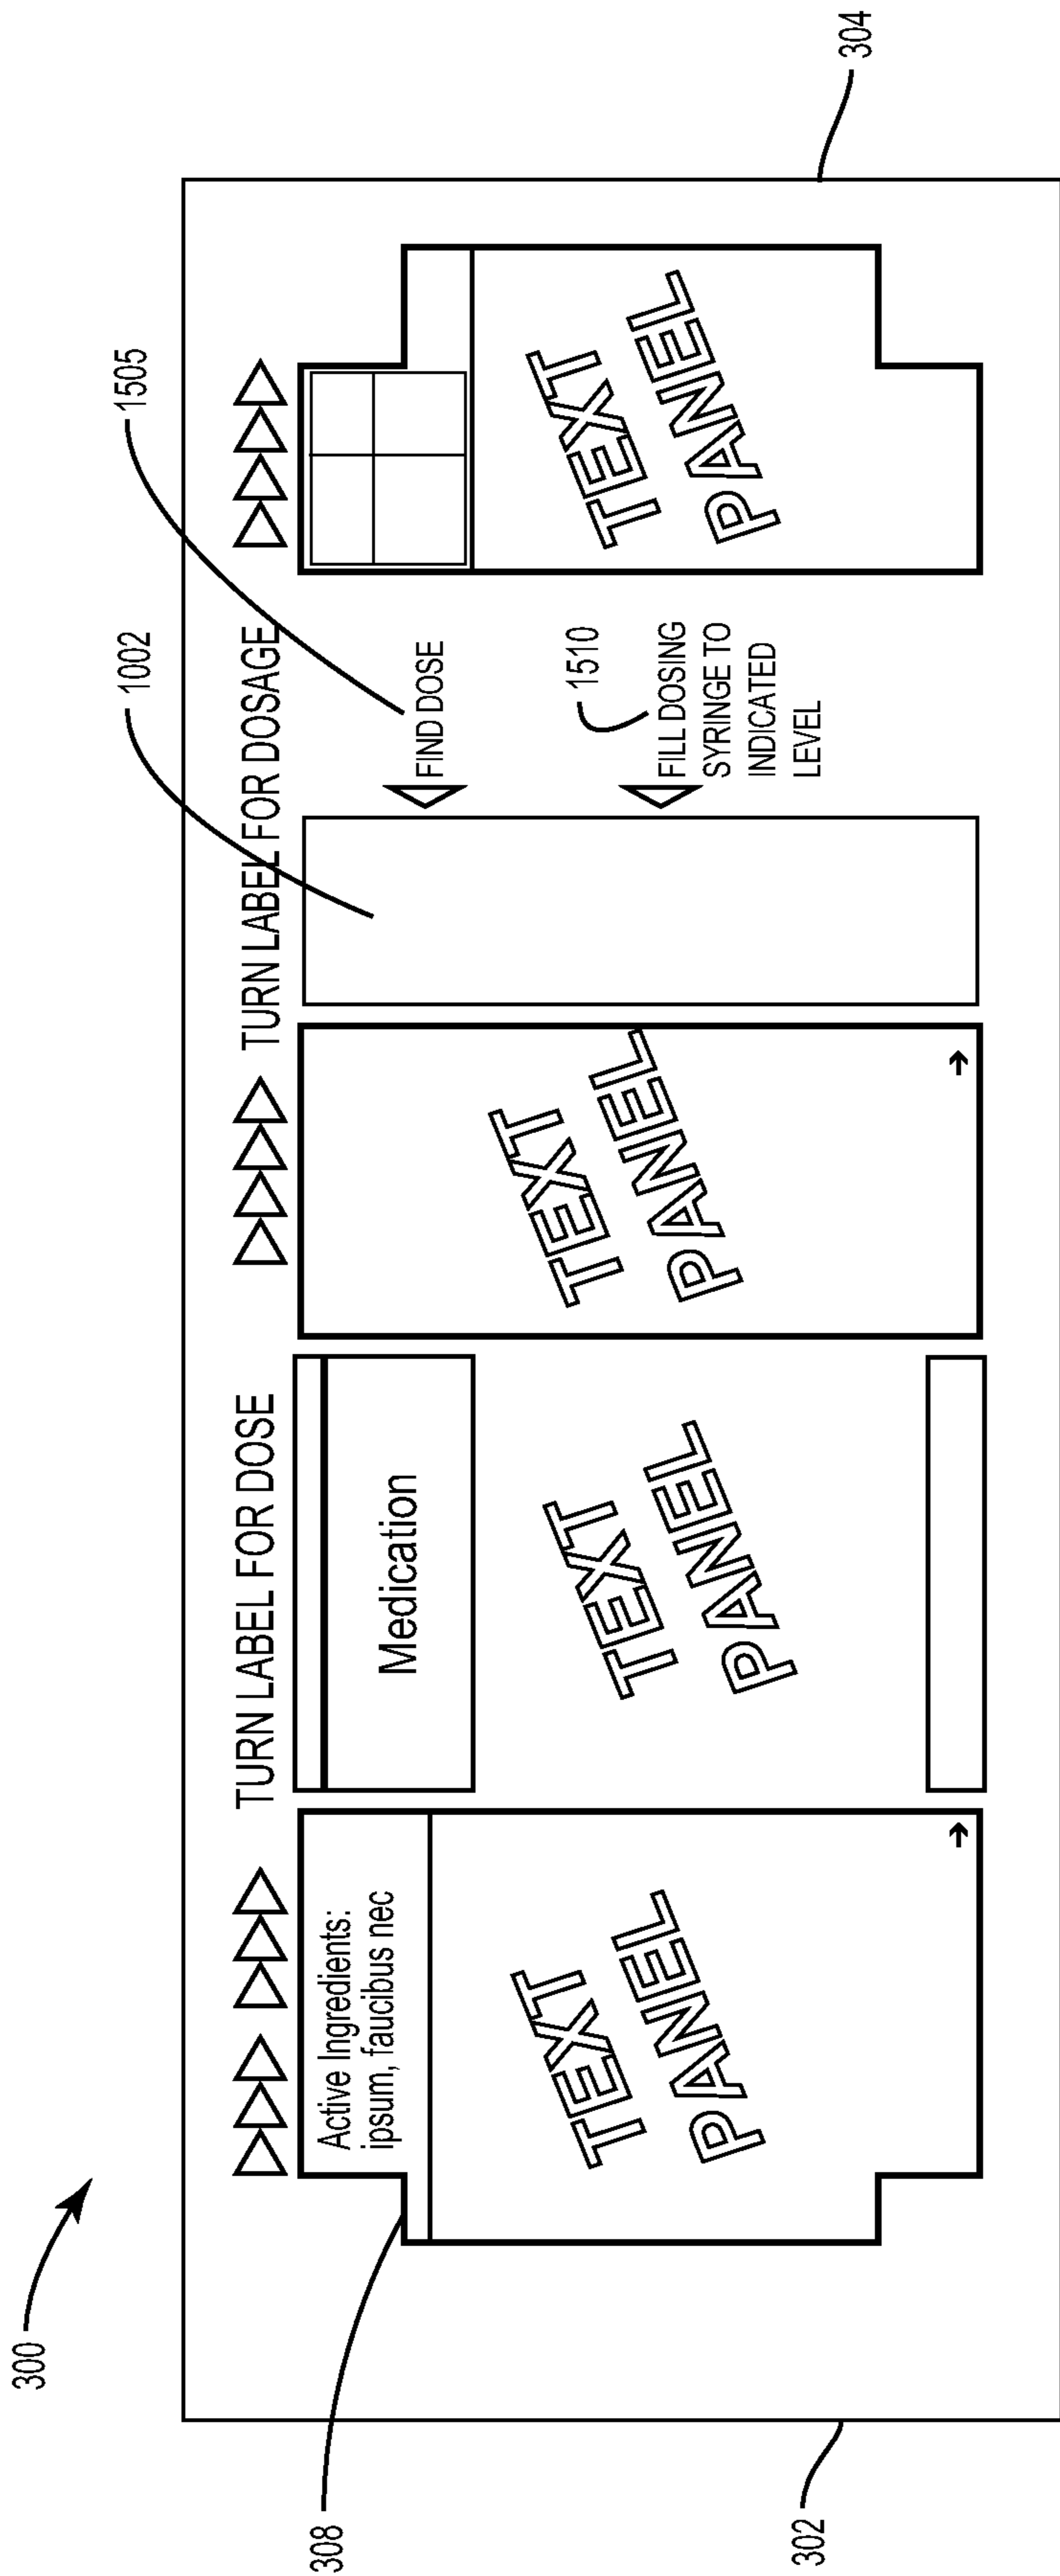 300
1002
1505
TURN LABEL FOR DOSE
TURN LABEL FOR DOSAGE
308
Active Ingredients:
ipsum, faucibus nec
TEXT
PANEL
Medication
TEXT
PANEL
TEXT
PANEL
FIND DOSE
1510
FILL DOSING
SYRINGE TO
INDICATED
LEVEL
TEXT
PANEL
302
304